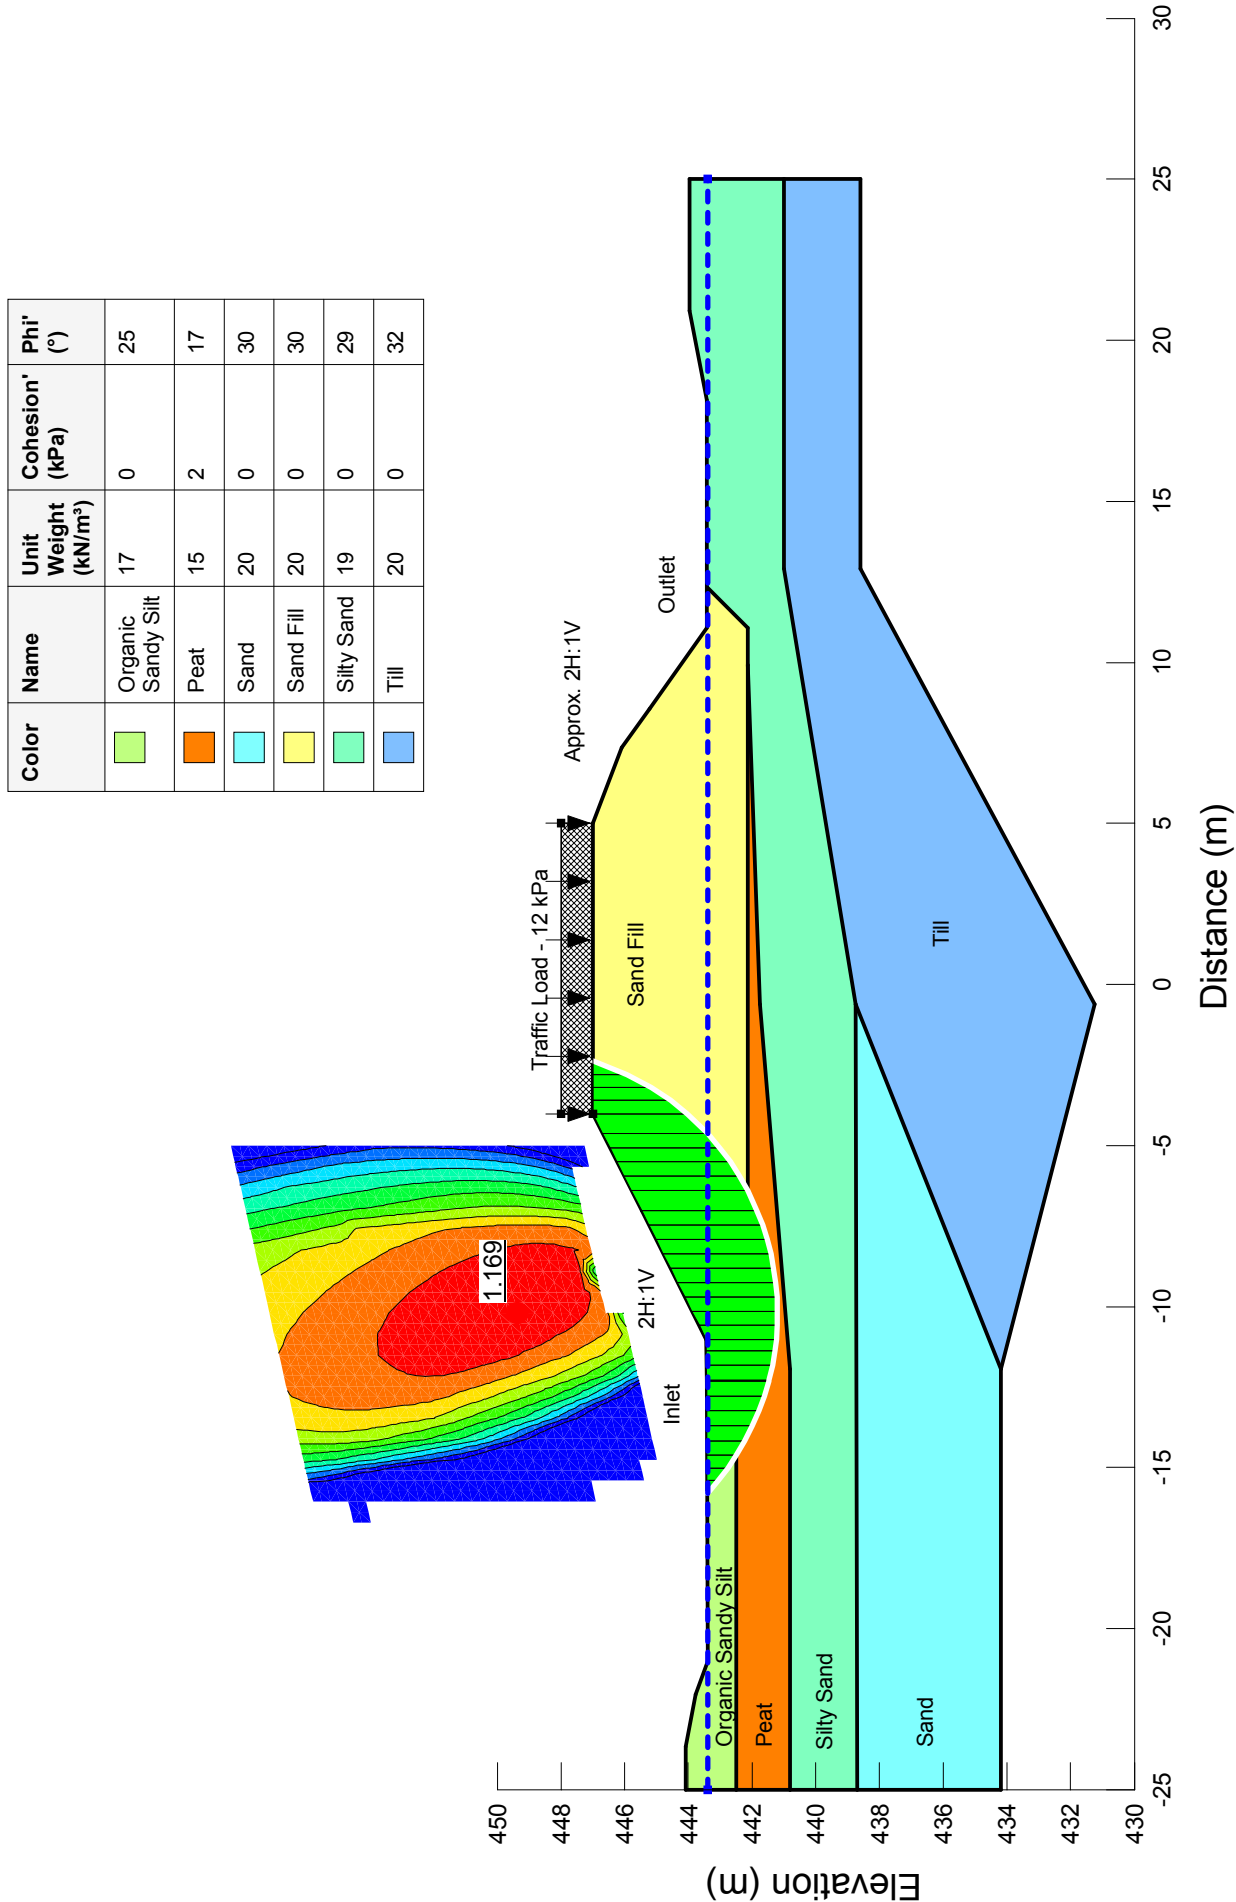 Color Name Unit Weight (kN/m³) Cohesion' (kPa) Phi' (°)
Organic Sandy Silt 17 0 25
Peat 15 2 17
Sand 20 0 30
Sand Fill 20 0 30
Silty Sand 19 0 29
Till 20 0 32
1.169
Traffic Load - 12 kPa
Inlet
2H:1V
Approx. 2H:1V
Outlet
Sand Fill
Organic Sandy Silt
Peat
Silty Sand
Sand
Till
Elevation (m)
450
448
446
444
442
440
438
436
434
432
430
-25 -20 -15 -10 -5 0 5 10 15 20 25 30
Distance (m)